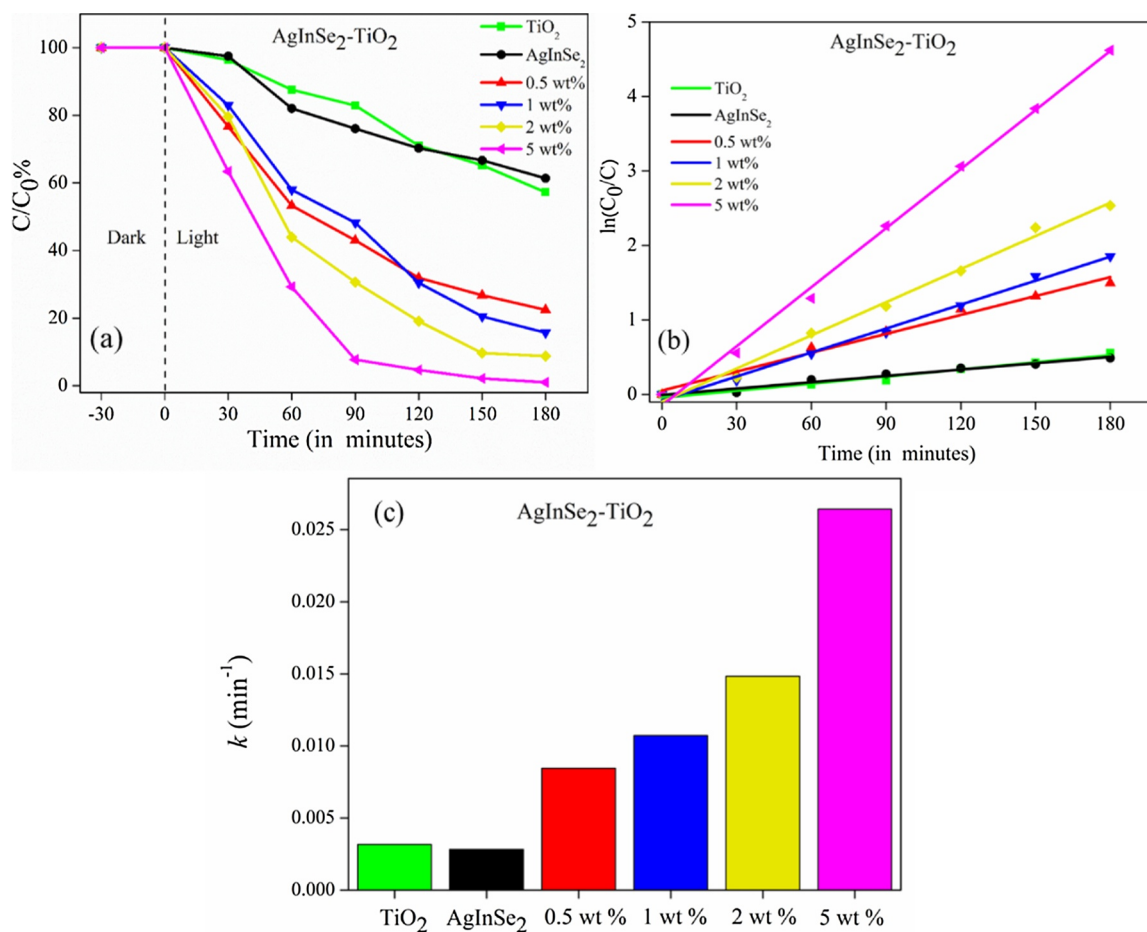 AgInSe₂-TiO₂
TiO₂
AgInSe₂
0.5 wt%
1 wt%
2 wt%
5 wt%
C/C₀%
100
80
60
40
20
0
Dark
Light
(a)
-30 0 30 60 90 120 150 180
Time (in minutes)
AgInSe₂-TiO₂
TiO₂
AgInSe₂
0.5 wt%
1 wt%
2 wt%
5 wt%
ln(C₀/C)
5
4
3
2
1
0
(b)
0 30 60 90 120 150 180
Time (in minutes)
(c)
AgInSe₂-TiO₂
k (min⁻¹)
0.025
0.020
0.015
0.010
0.005
0.000
TiO₂ AgInSe₂ 0.5 wt % 1 wt % 2 wt % 5 wt %